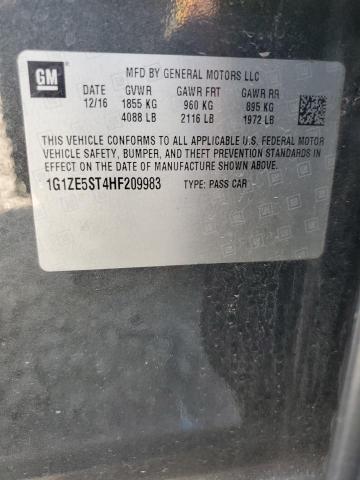 GM
MFD BY GENERAL MOTORS LLC
DATE GVWR GAWR FRT GAWR RR
12/16 1855 KG 960 KG 895 KG
4088 LB 2116 LB 1972 LB
THIS VEHICLE CONFORMS TO ALL APPLICABLE U.S. FEDERAL MOTOR
VEHICLE SAFETY, BUMPER, AND THEFT PREVENTION STANDARDS IN
EFFECT ON THE DATE OF MANUFACTURE SHOWN ABOVE.
1G1ZE5ST4HF209983 TYPE: PASS CAR